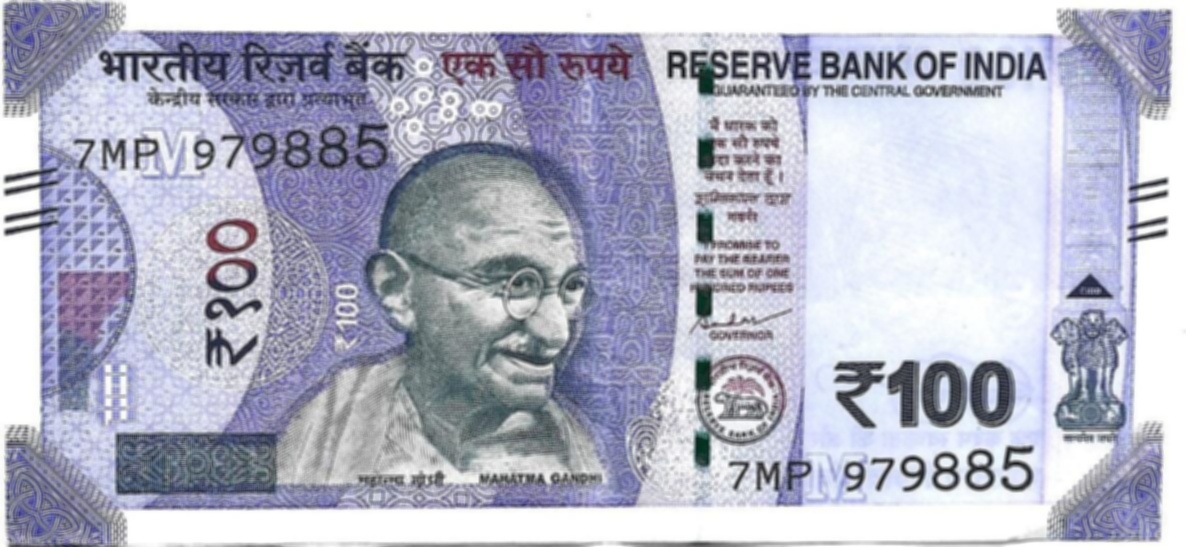 भारतीय रिज़र्व बैंक एक सौ रुपये
केन्द्रीय सरकार द्वारा प्रत्याभूत
7MP 979885
₹१००
₹100
महात्मा गांधी MAHATMA GANDHI
RESERVE BANK OF INDIA
GUARANTEED BY THE CENTRAL GOVERNMENT
मैं धारक को
एक सौ रुपये
अदा करने का
वचन देता हूँ ।
गवर्नर
I PROMISE TO
PAY THE BEARER
THE SUM OF ONE
HUNDRED RUPEES
GOVERNOR
RESERVE BANK OF INDIA
₹100
सत्यमेव जयते
7MP 979885